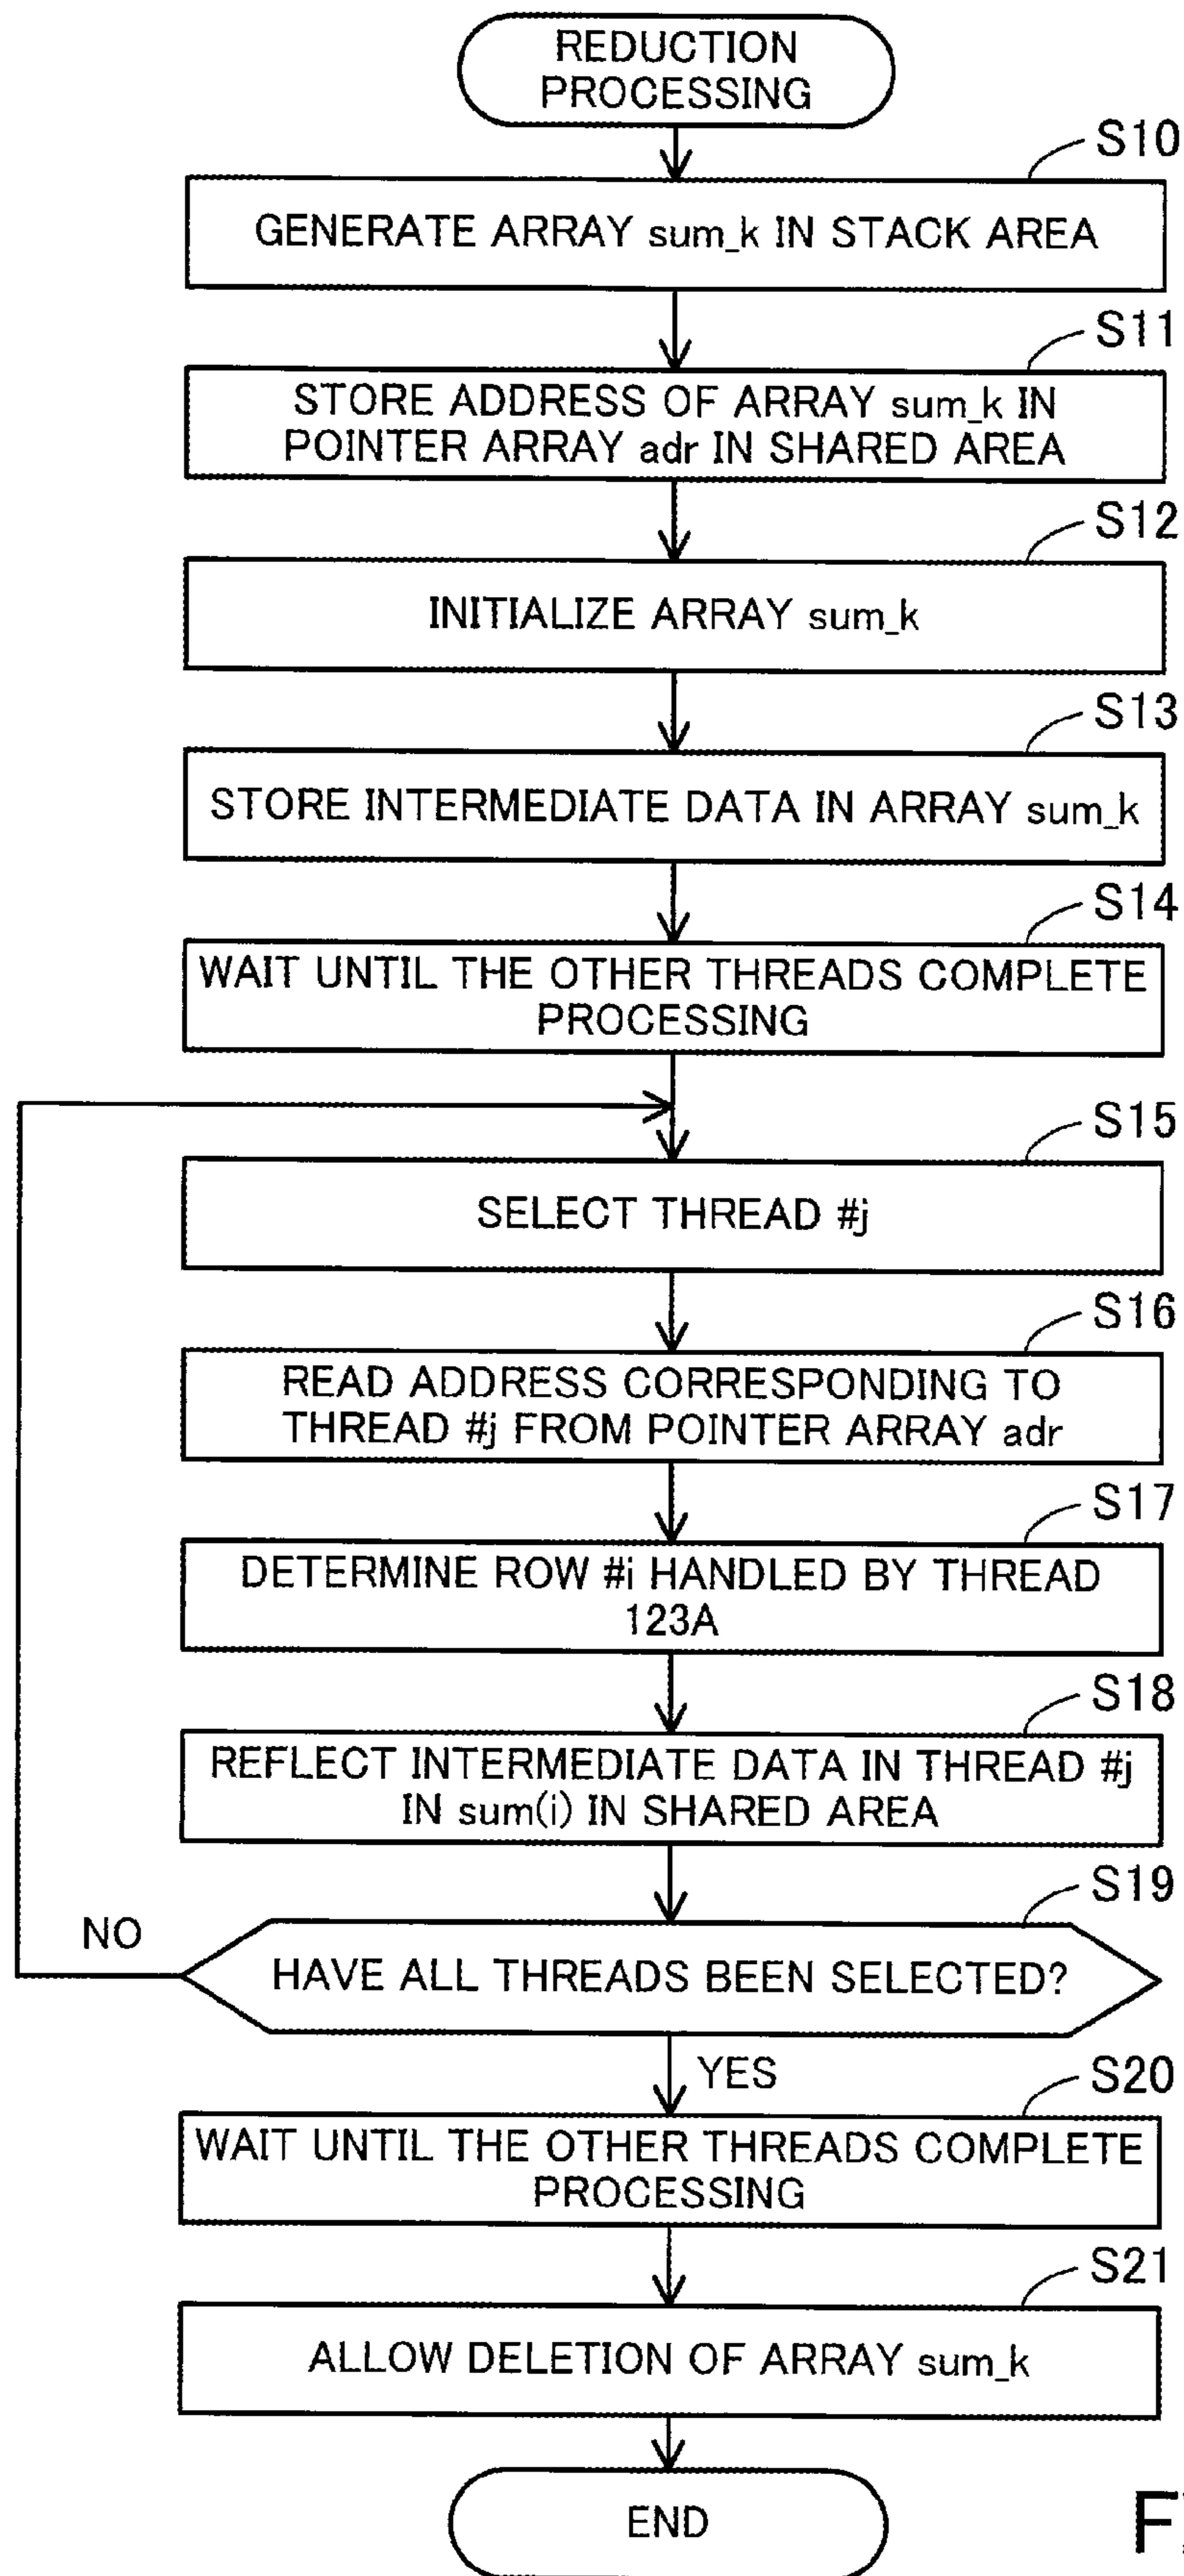 REDUCTION
PROCESSING
S10
GENERATE ARRAY sum_k IN STACK AREA
S11
STORE ADDRESS OF ARRAY sum_k IN
POINTER ARRAY adr IN SHARED AREA
S12
INITIALIZE ARRAY sum_k
S13
STORE INTERMEDIATE DATA IN ARRAY sum_k
S14
WAIT UNTIL THE OTHER THREADS COMPLETE
PROCESSING
S15
SELECT THREAD #j
S16
READ ADDRESS CORRESPONDING TO
THREAD #j FROM POINTER ARRAY adr
S17
DETERMINE ROW #i HANDLED BY THREAD
123A
S18
REFLECT INTERMEDIATE DATA IN THREAD #j
IN sum(i) IN SHARED AREA
S19
NO
HAVE ALL THREADS BEEN SELECTED?
YES
S20
WAIT UNTIL THE OTHER THREADS COMPLETE
PROCESSING
S21
ALLOW DELETION OF ARRAY sum_k
END